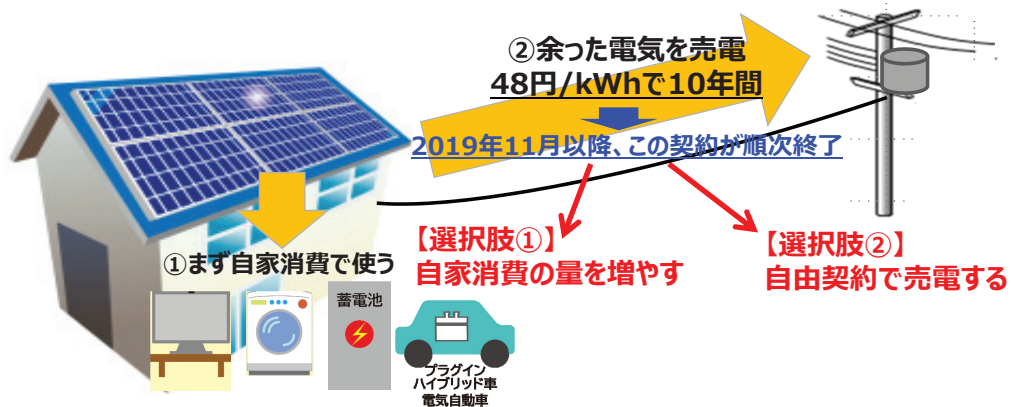 ②余った電気を売電
48円/kWhで10年間
2019年11月以降、この契約が順次終了
【選択肢①】
自家消費の量を増やす
【選択肢②】
自由契約で売電する
①まず自家消費で使う
蓄電池
プラグイン
ハイブリッド車
電気自動車